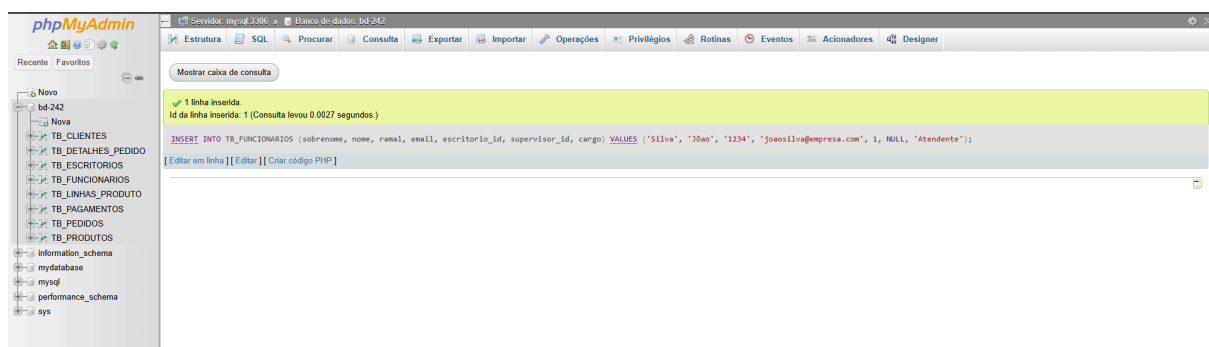 phpMyAdmin
Recente Favoritos
Novo
bd-242
Nova
TB_CLIENTES
TB_DETALHES_PEDIDO
TB_ESCRITORIOS
TB_FUNCIONARIOS
TB_LINHAS_PRODUTO
TB_PAGAMENTOS
TB_PEDIDOS
TB_PRODUTOS
information_schema
mydatabase
mysql
performance_schema
sys
Servidor: mysql:3306 » Banco de dados: bd-242
Estrutura SQL Procurar Consulta Exportar Importar Operações Privilégios Rotinas Eventos Acionadores Designer
Mostrar caixa de consulta
1 linha inserida.
Id da linha inserida: 1 (Consulta levou 0.0027 segundos.)
INSERT INTO TB_FUNCIONARIOS (sobrenome, nome, ramal, email, escritorio_id, supervisor_id, cargo) VALUES ('Silva', 'Jõao', '1234', 'joaosilva@empresa.com', 1, NULL, 'Atendente');
[ Editar em linha ] [ Editar ] [ Criar código PHP ]